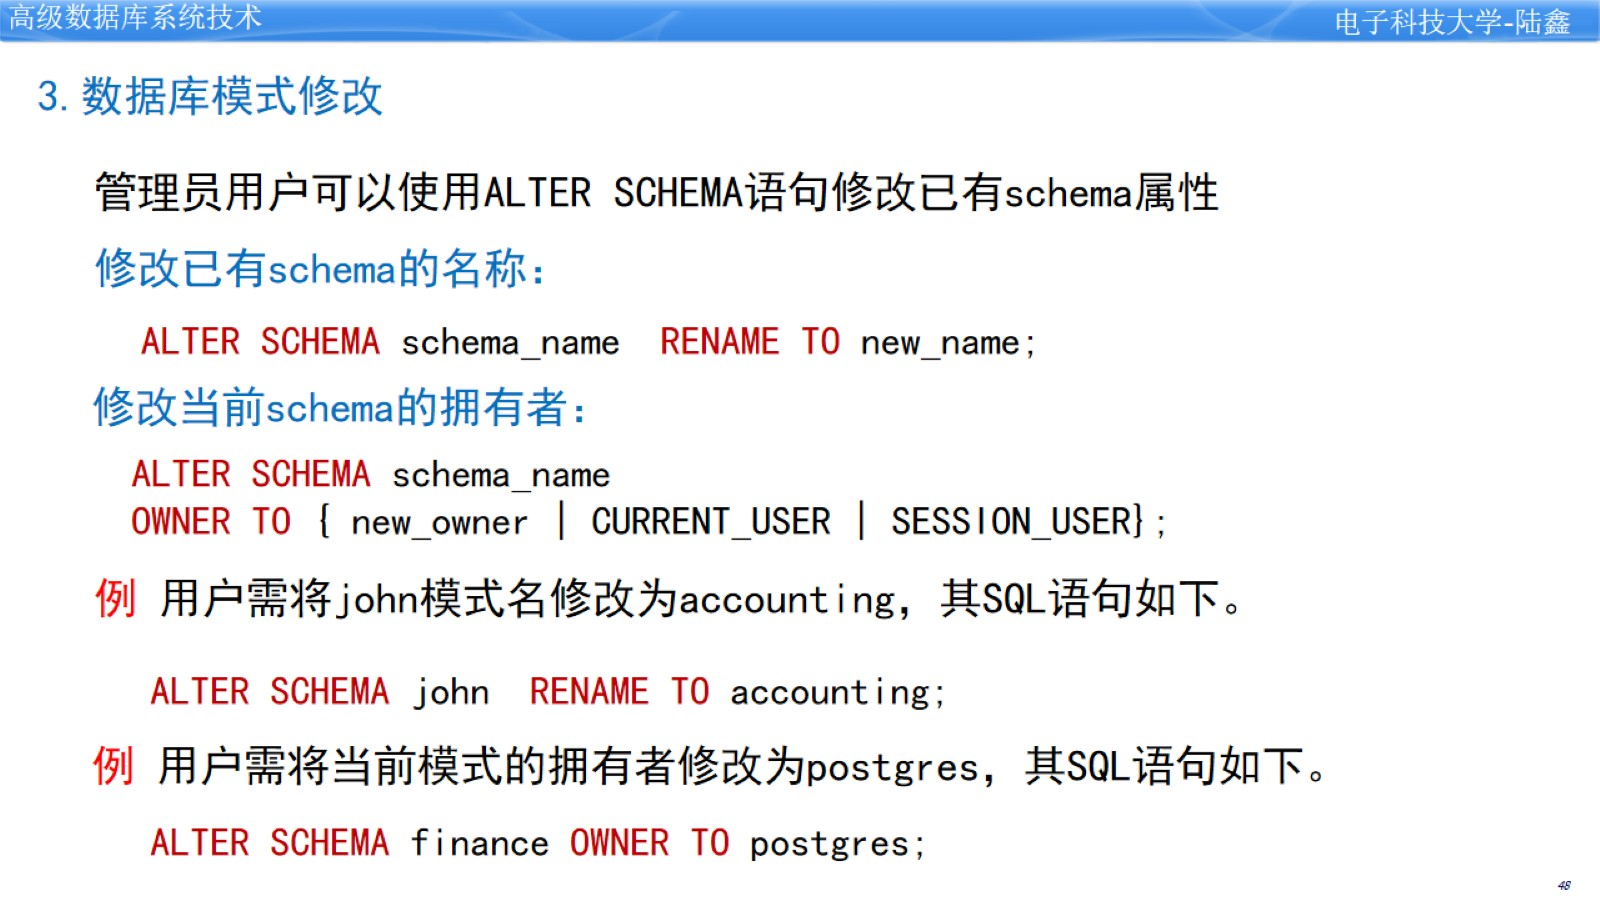 高级数据库系统技术
电子科技大学-陆鑫
3. 数据库模式修改
管理员用户可以使用ALTER SCHEMA语句修改已有schema属性
修改已有schema的名称：
ALTER SCHEMA schema_name RENAME TO new_name;
修改当前schema的拥有者：
ALTER SCHEMA schema_name
OWNER TO { new_owner | CURRENT_USER | SESSION_USER};
例 用户需将john模式名修改为accounting，其SQL语句如下。
ALTER SCHEMA john RENAME TO accounting;
例 用户需将当前模式的拥有者修改为postgres，其SQL语句如下。
ALTER SCHEMA finance OWNER TO postgres;
48